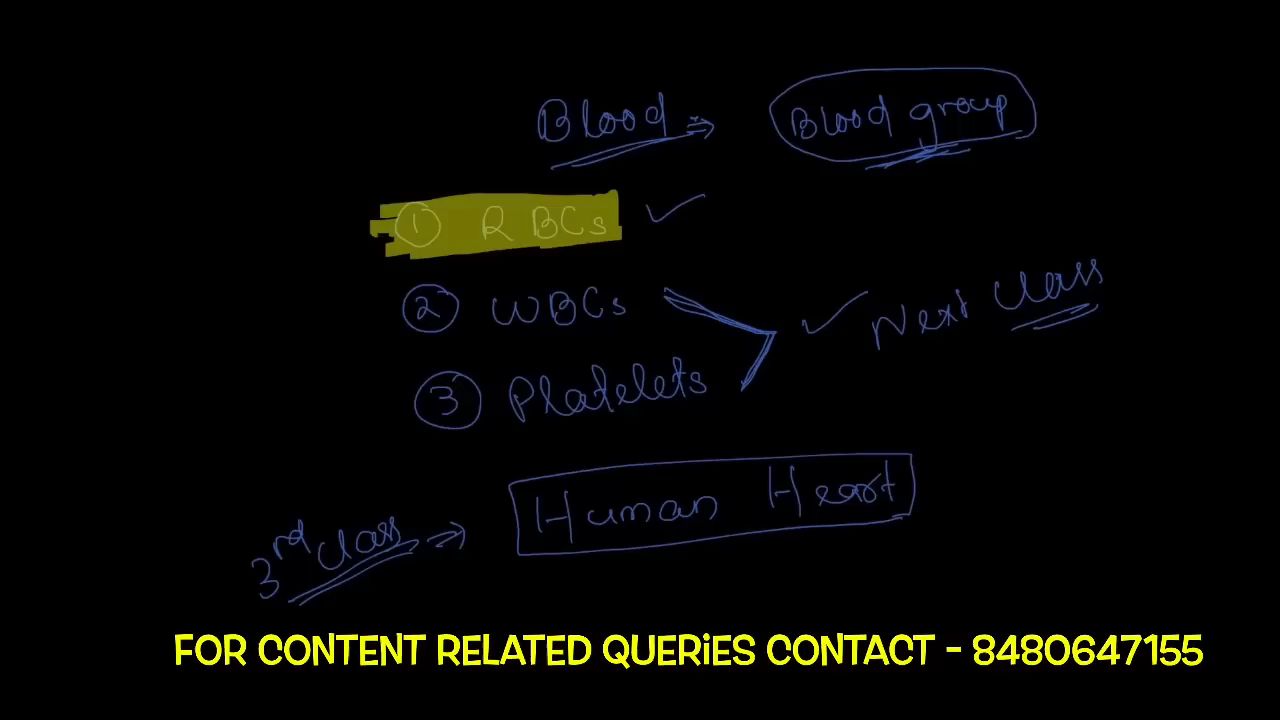 Blood ⇒ Blood group
① RBCs ✓
② WBCs
✓ Next class
③ Platelets
Human Heart
3rd class ⇒
FOR CONTENT RELATED QUERiES CONTACT - 8480647155